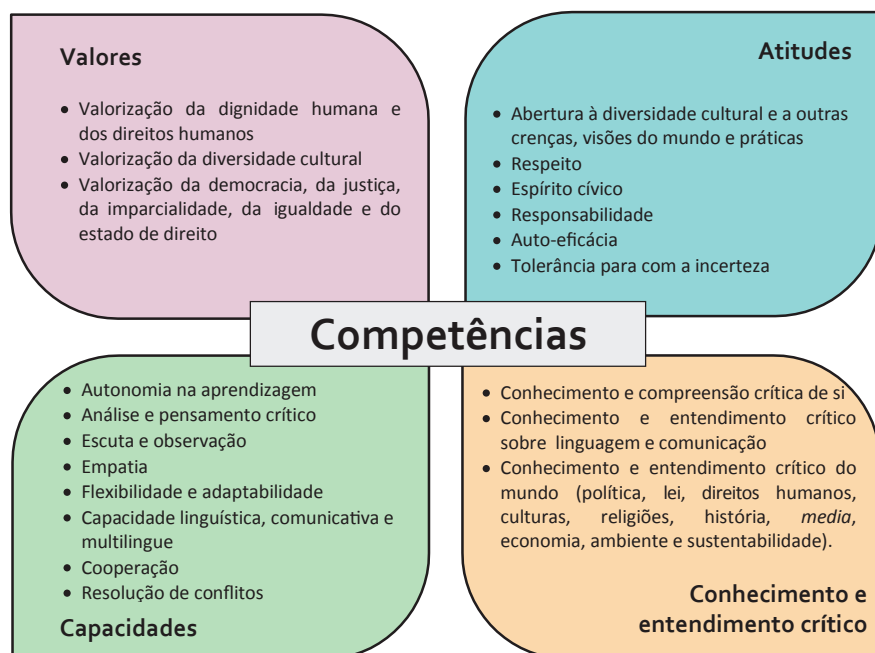 Valores
• Valorização da dignidade humana e
dos direitos humanos
• Valorização da diversidade cultural
• Valorização da democracia, da justiça,
da imparcialidade, da igualdade e do
estado de direito
Atitudes
• Abertura à diversidade cultural e a outras
crenças, visões do mundo e práticas
• Respeito
• Espírito cívico
• Responsabilidade
• Auto-eficácia
• Tolerância para com a incerteza
Competências
• Autonomia na aprendizagem
• Análise e pensamento crítico
• Escuta e observação
• Empatia
• Flexibilidade e adaptabilidade
• Capacidade linguística, comunicativa e
multilingue
• Cooperação
• Resolução de conflitos
Capacidades
• Conhecimento e compreensão crítica de si
• Conhecimento e entendimento crítico
sobre linguagem e comunicação
• Conhecimento e entendimento crítico do
mundo (política, lei, direitos humanos,
culturas, religiões, história, media,
economia, ambiente e sustentabilidade).
Conhecimento e
entendimento crítico